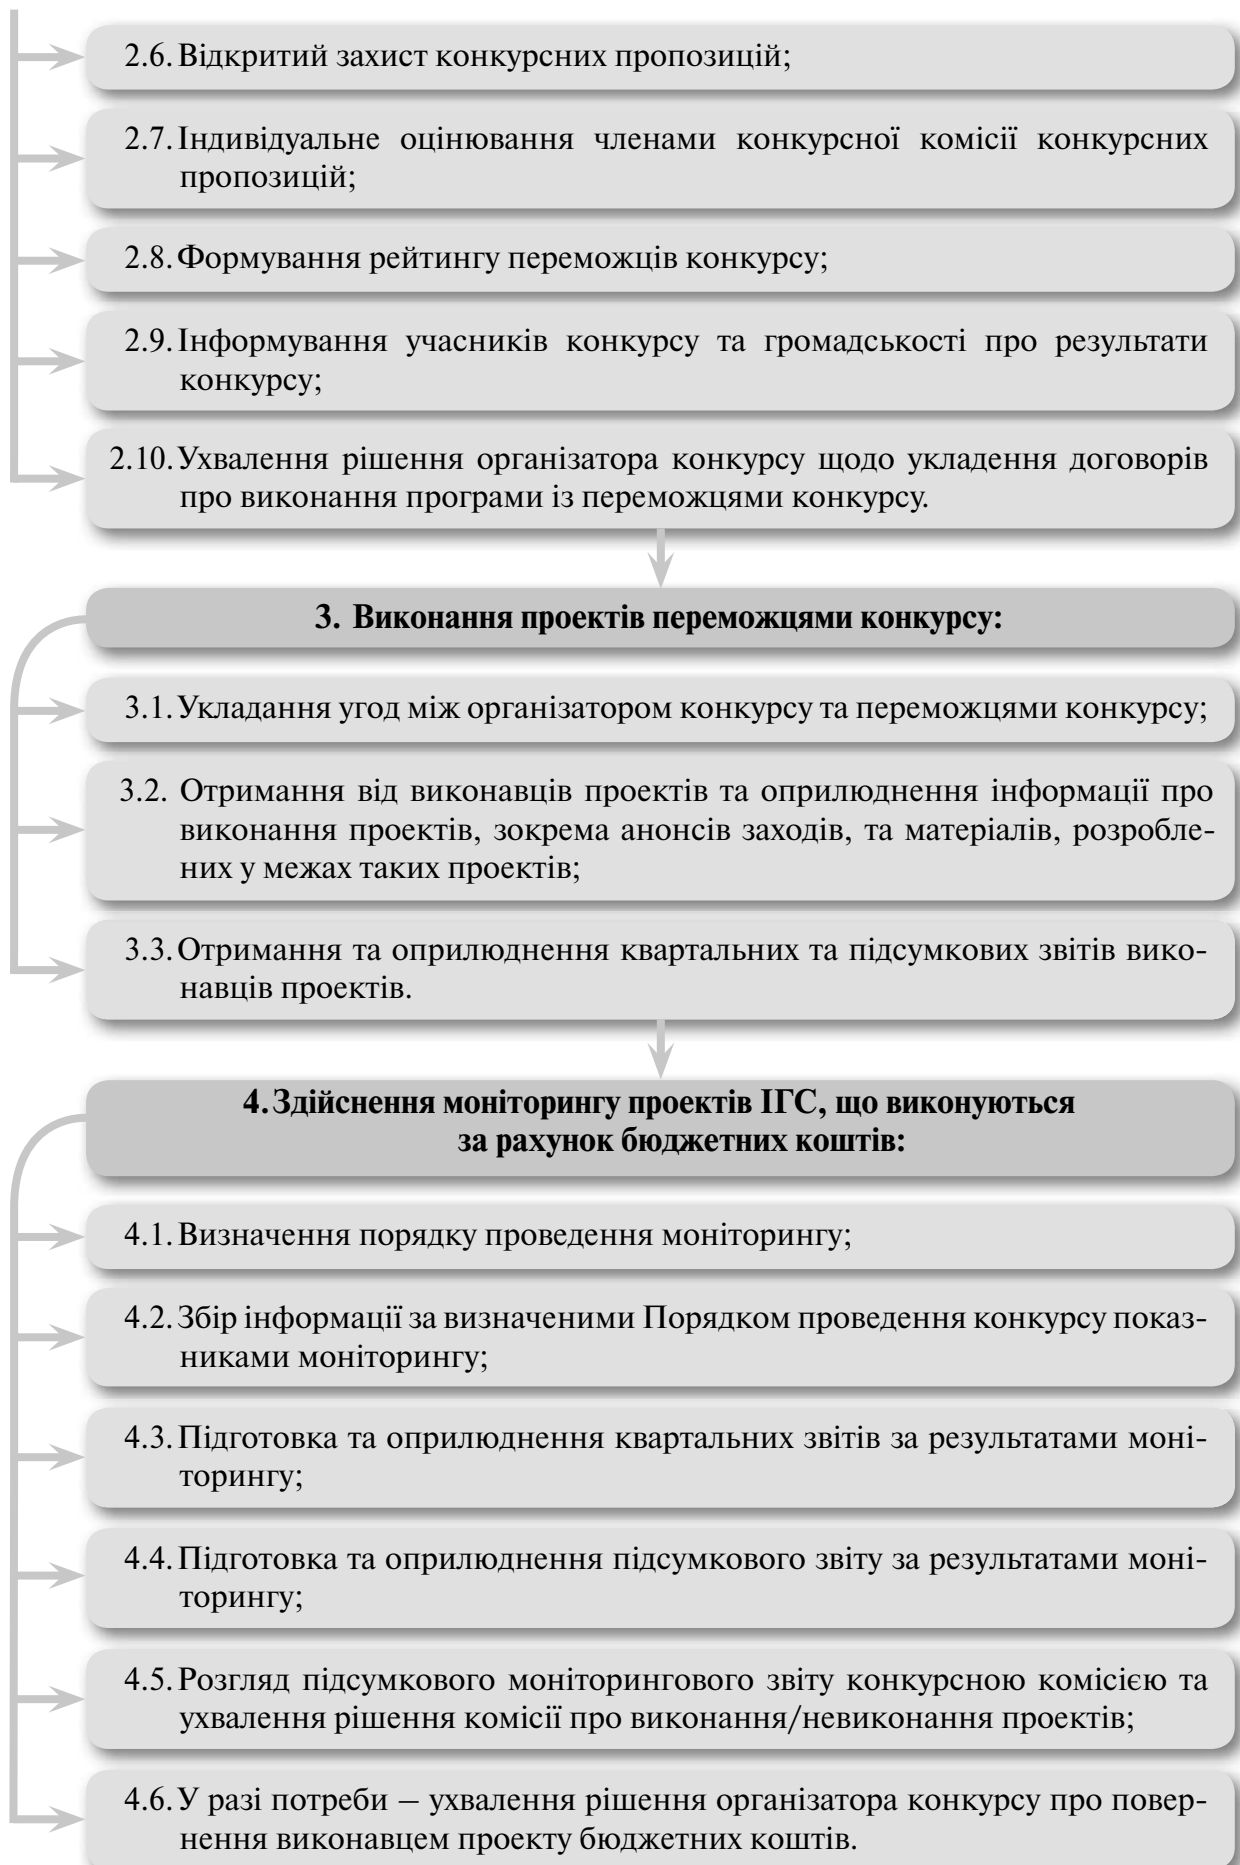 2.6. Відкритий захист конкурсних пропозицій;
2.7. Індивідуальне оцінювання членами конкурсної комісії конкурсних
пропозицій;
2.8. Формування рейтингу переможців конкурсу;
2.9. Інформування учасників конкурсу та громадськості про результати
конкурсу;
2.10. Ухвалення рішення організатора конкурсу щодо укладення договорів
про виконання програми із переможцями конкурсу.
3. Виконання проектів переможцями конкурсу:
3.1. Укладання угод між організатором конкурсу та переможцями конкурсу;
3.2. Отримання від виконавців проектів та оприлюднення інформації про
виконання проектів, зокрема анонсів заходів, та матеріалів, розробле-
них у межах таких проектів;
3.3. Отримання та оприлюднення квартальних та підсумкових звітів вико-
навців проектів.
4. Здійснення моніторингу проектів ІГС, що виконуються
за рахунок бюджетних коштів:
4.1. Визначення порядку проведення моніторингу;
4.2. Збір інформації за визначеними Порядком проведення конкурсу показ-
никами моніторингу;
4.3. Підготовка та оприлюднення квартальних звітів за результатами моні-
торингу;
4.4. Підготовка та оприлюднення підсумкового звіту за результатами моні-
торингу;
4.5. Розгляд підсумкового моніторингового звіту конкурсною комісією та
ухвалення рішення комісії про виконання/невиконання проектів;
4.6. У разі потреби – ухвалення рішення організатора конкурсу про повер-
нення виконавцем проекту бюджетних коштів.